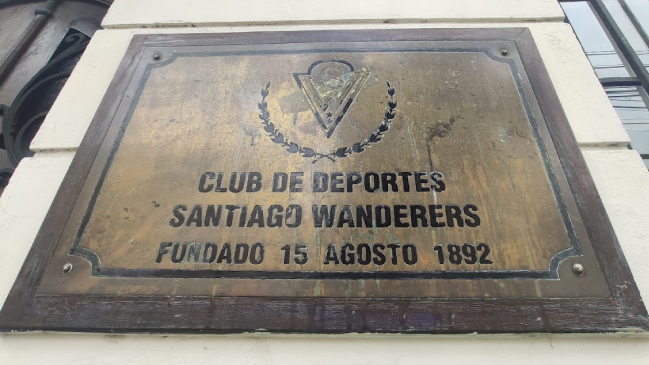 CLUB DE DEPORTES
SANTIAGO WANDERERS
FUNDADO 15 AGOSTO 1892